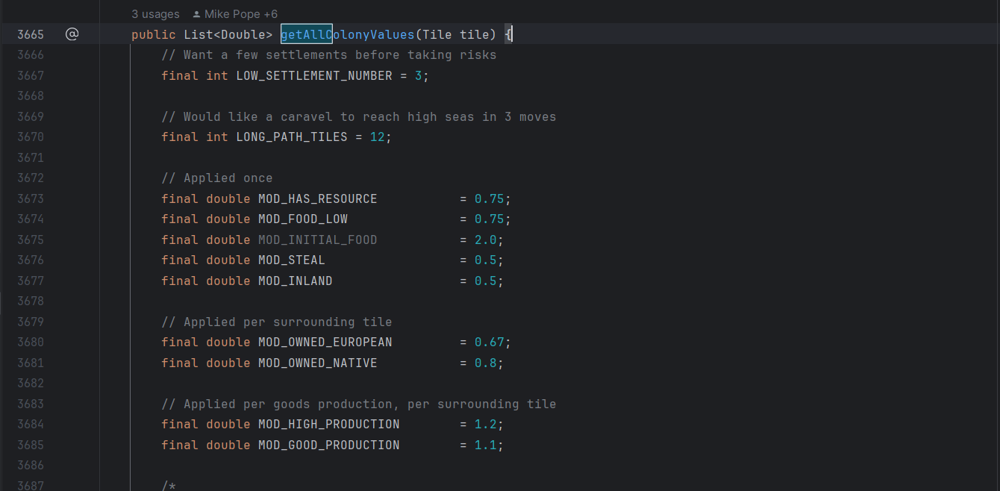 3 usages Mike Pope +6
3665 @ public List<Double> getAllColonyValues(Tile tile) {
3666 // Want a few settlements before taking risks
3667 final int LOW_SETTLEMENT_NUMBER = 3;
3668
3669 // Would like a caravel to reach high seas in 3 moves
3670 final int LONG_PATH_TILES = 12;
3671
3672 // Applied once
3673 final double MOD_HAS_RESOURCE = 0.75;
3674 final double MOD_FOOD_LOW = 0.75;
3675 final double MOD_INITIAL_FOOD = 2.0;
3676 final double MOD_STEAL = 0.5;
3677 final double MOD_INLAND = 0.5;
3678
3679 // Applied per surrounding tile
3680 final double MOD_OWNED_EUROPEAN = 0.67;
3681 final double MOD_OWNED_NATIVE = 0.8;
3682
3683 // Applied per goods production, per surrounding tile
3684 final double MOD_HIGH_PRODUCTION = 1.2;
3685 final double MOD_GOOD_PRODUCTION = 1.1;
3686
3687 /*